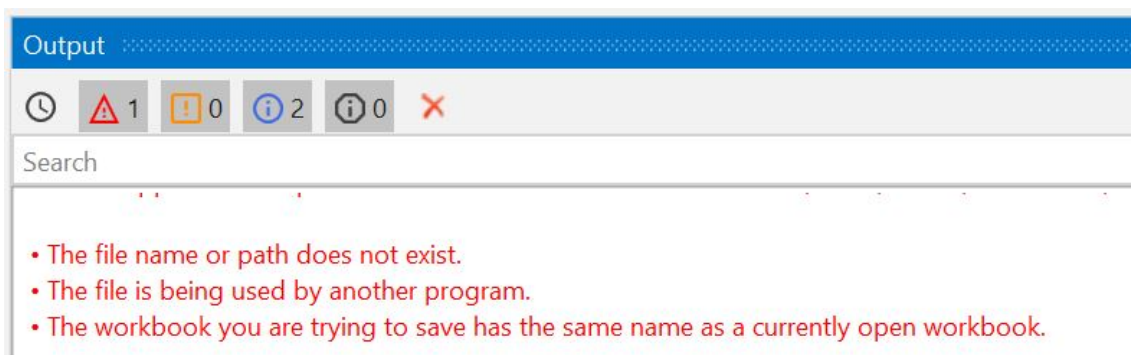 Output
1 0 2 0
Search
• The file name or path does not exist.
• The file is being used by another program.
• The workbook you are trying to save has the same name as a currently open workbook.